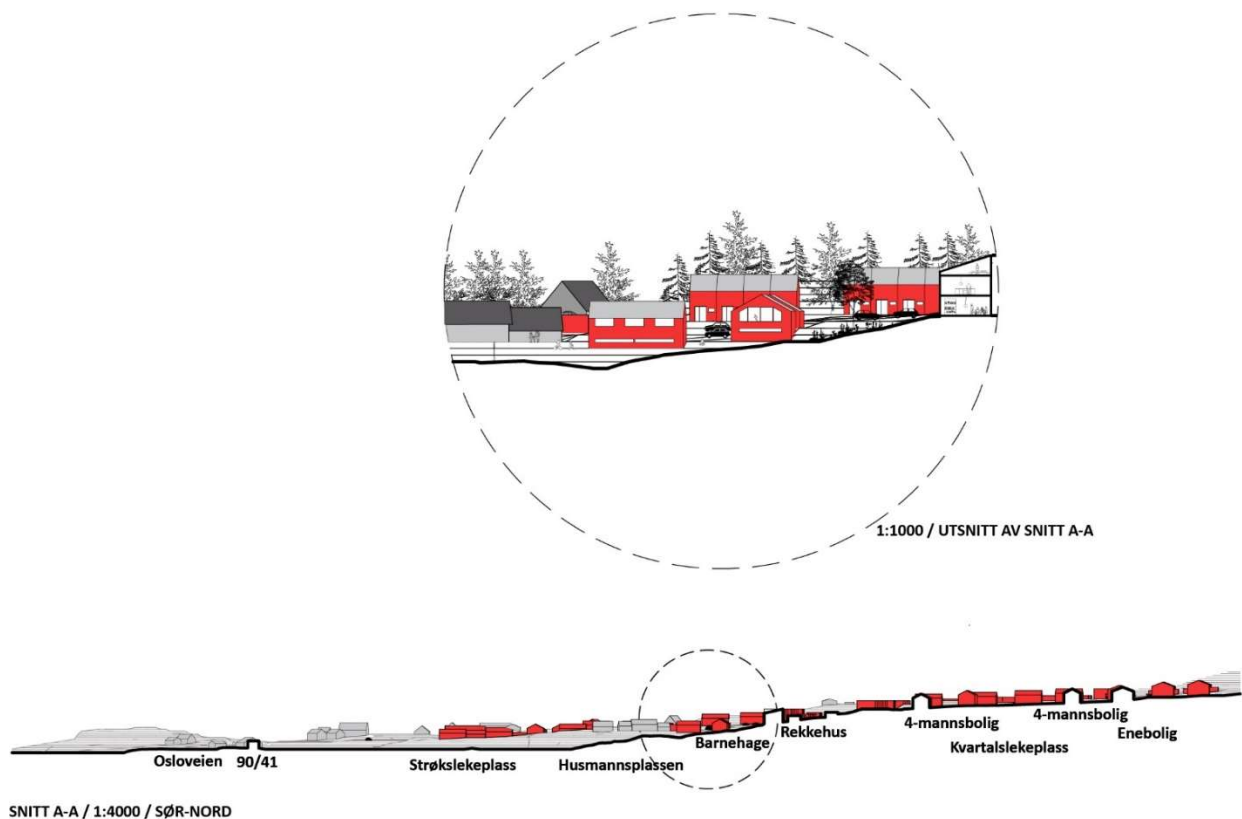 1:1000 / UTSNITT AV SNITT A-A
4-mannsbolig
4-mannsbolig
Enebolig
Barnehage
Rekkehus
Kvartalslekeplass
Osloveien
90/41
Strøkslekeplass
Husmannsplassen
SNITT A-A / 1:4000 / SØR-NORD